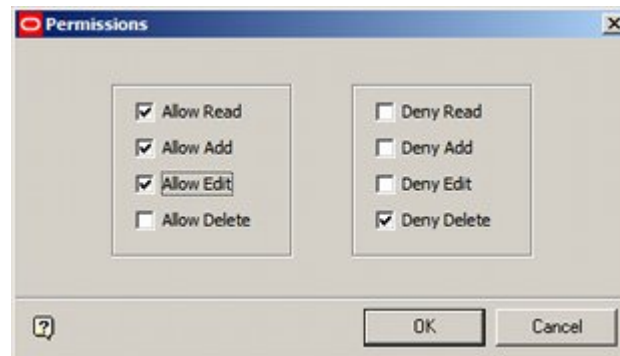 Permissions
Allow Read
Allow Add
Allow Edit
Allow Delete
Deny Read
Deny Add
Deny Edit
Deny Delete
?
OK
Cancel